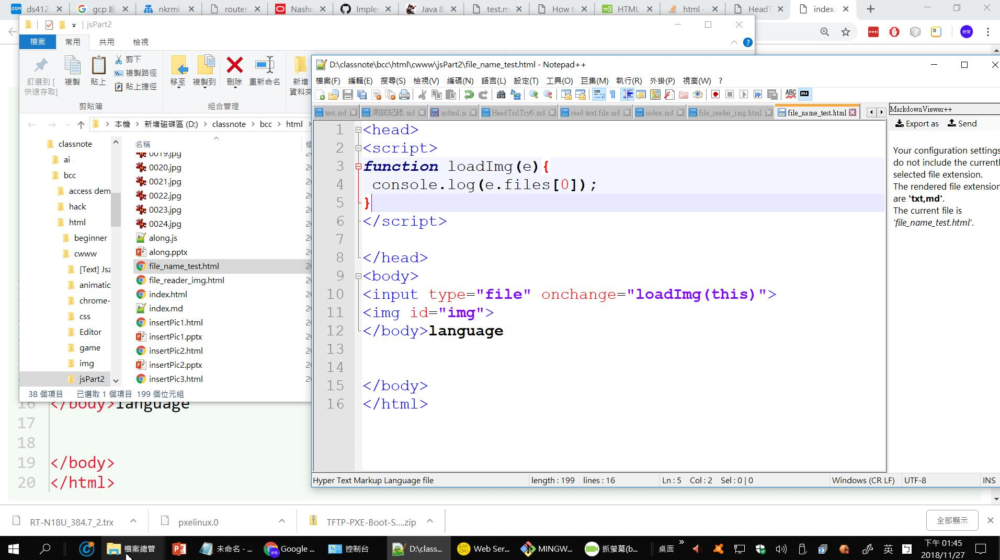 ds412
gcp 設
nkrmi
router.
Nasho
Impler
Java 8
test.m
How t
HTML
html -
HeadT
index.
jsPart2
檔案
常用
共用
檢視
釘選到 [
快速存取]
複製
貼上
剪下
複製路徑
貼上捷徑
剪貼簿
移至
複製到
刪除
重新命名
組合管理
新增
資料夾
本機 > 新增磁碟區 (D:) > classnote > bcc > html
classnote
ai
bcc
access dem
hack
html
beginner
cwww
[Text] Jsz
animatic
chrome-
css
Editor
game
img
jsPart2
名稱
0019.jpg
0020.jpg
0021.jpg
0022.jpg
0023.jpg
0024.jpg
along.js
along.pptx
file_name_test.html
file_reader_img.html
index.html
index.md
insertPic1.html
insertPic1.pptx
insertPic2.html
insertPic2.pptx
insertPic3.html
38 個項目 已選取 1 個項目 199 個位元組
D:\classnote\bcc\html\cwww\jsPart2\file_name_test.html - Notepad++
檔案(F) 編輯(E) 搜尋(S) 檢視(V) 編碼(N) 語言(L) 設定(T) 工具(O) 巨集(M) 執行(R) 外掛(P) 視窗(W) ?
test.md
測試紀錄.md
mdtail.js
HeadTailTry6.md
read text file.md
index.md
file_reader_img.html
file_name_test.html
1 <head>
2 <script>
3 function loadImg(e){
4 console.log(e.files[0]);
5 }
6 </script>
7
8 </head>
9 <body>
10 <input type="file" onchange="loadImg(this)">
11 <img id="img">
12 </body>language
13
14
15 </body>
16 </html>
MarkdownViewer++
Export as Send
Your configuration settings
do not include the currentl
selected file extension.
The rendered file extension
are 'txt,md'.
The current file is
'file_name_test.html'.
Hyper Text Markup Language file length : 199 lines : 16 Ln : 5 Col : 2 Sel : 0 | 0 Windows (CR LF) UTF-8 INS
16 </body>language
17
18
19 </body>
20 </html>
RT-N18U_384.7_2.trx
pxelinux.0
TFTP-PXE-Boot-S....zip
全部顯示
檔案總管
未命名 - ...
Google ...
控制台
D:\class...
Web Ser...
MINGW...
抓螢幕(b...
桌面
英
下午 01:45
2018/11/27